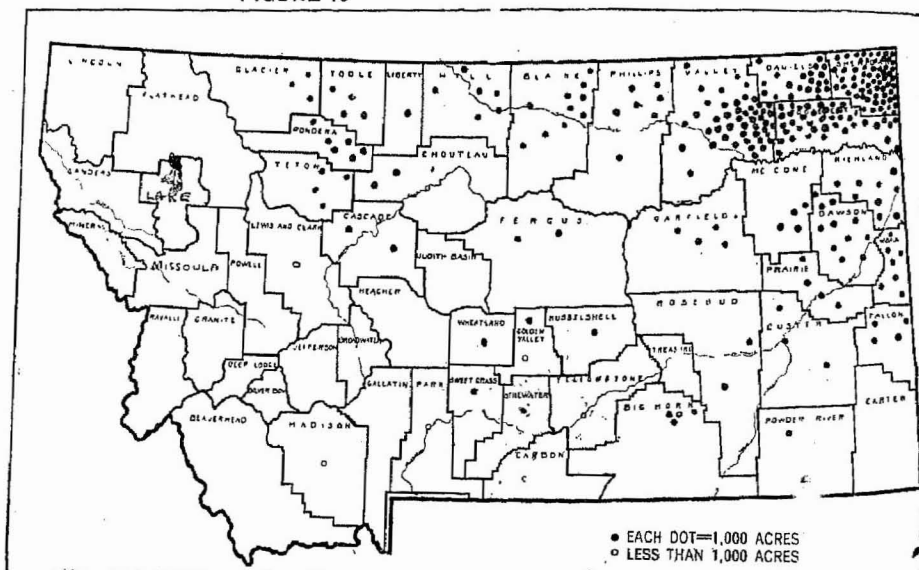 FIGURE
LINCOLN
GLACIER
TOOLE
LIBERTY
HILL
BLAINE
PHILLIPS
VALLEY
DANIELS
FLATHEAD
PONDERA
CHOUTEAU
RICHLAND
TETON
MC CONE
SANDERS
LAKE
LEWIS AND CLARK
CASCADE
FERGUS
GARFIELD
DAWSON
MINERAL
MISSOULA
POWELL
JUDITH BASIN
PRAIRIE
MEAGHER
ROSEBUD
RAVALLI
GRANITE
WHEATLAND
GOLDEN
VALLEY
MUSSELSHELL
CUSTER
FALLON
JEFFERSON
TREASURE
DEEP LODGE
SILVER BOW
GALLATIN
PARK
SWEET GRASS
STILLWATER
YELLOWSTONE
BIG HORN
POWDER RIVER
CARTER
BEAVERHEAD
MADISON
CARBON
EACH DOT=1,000 ACRES
LESS THAN 1,000 ACRES